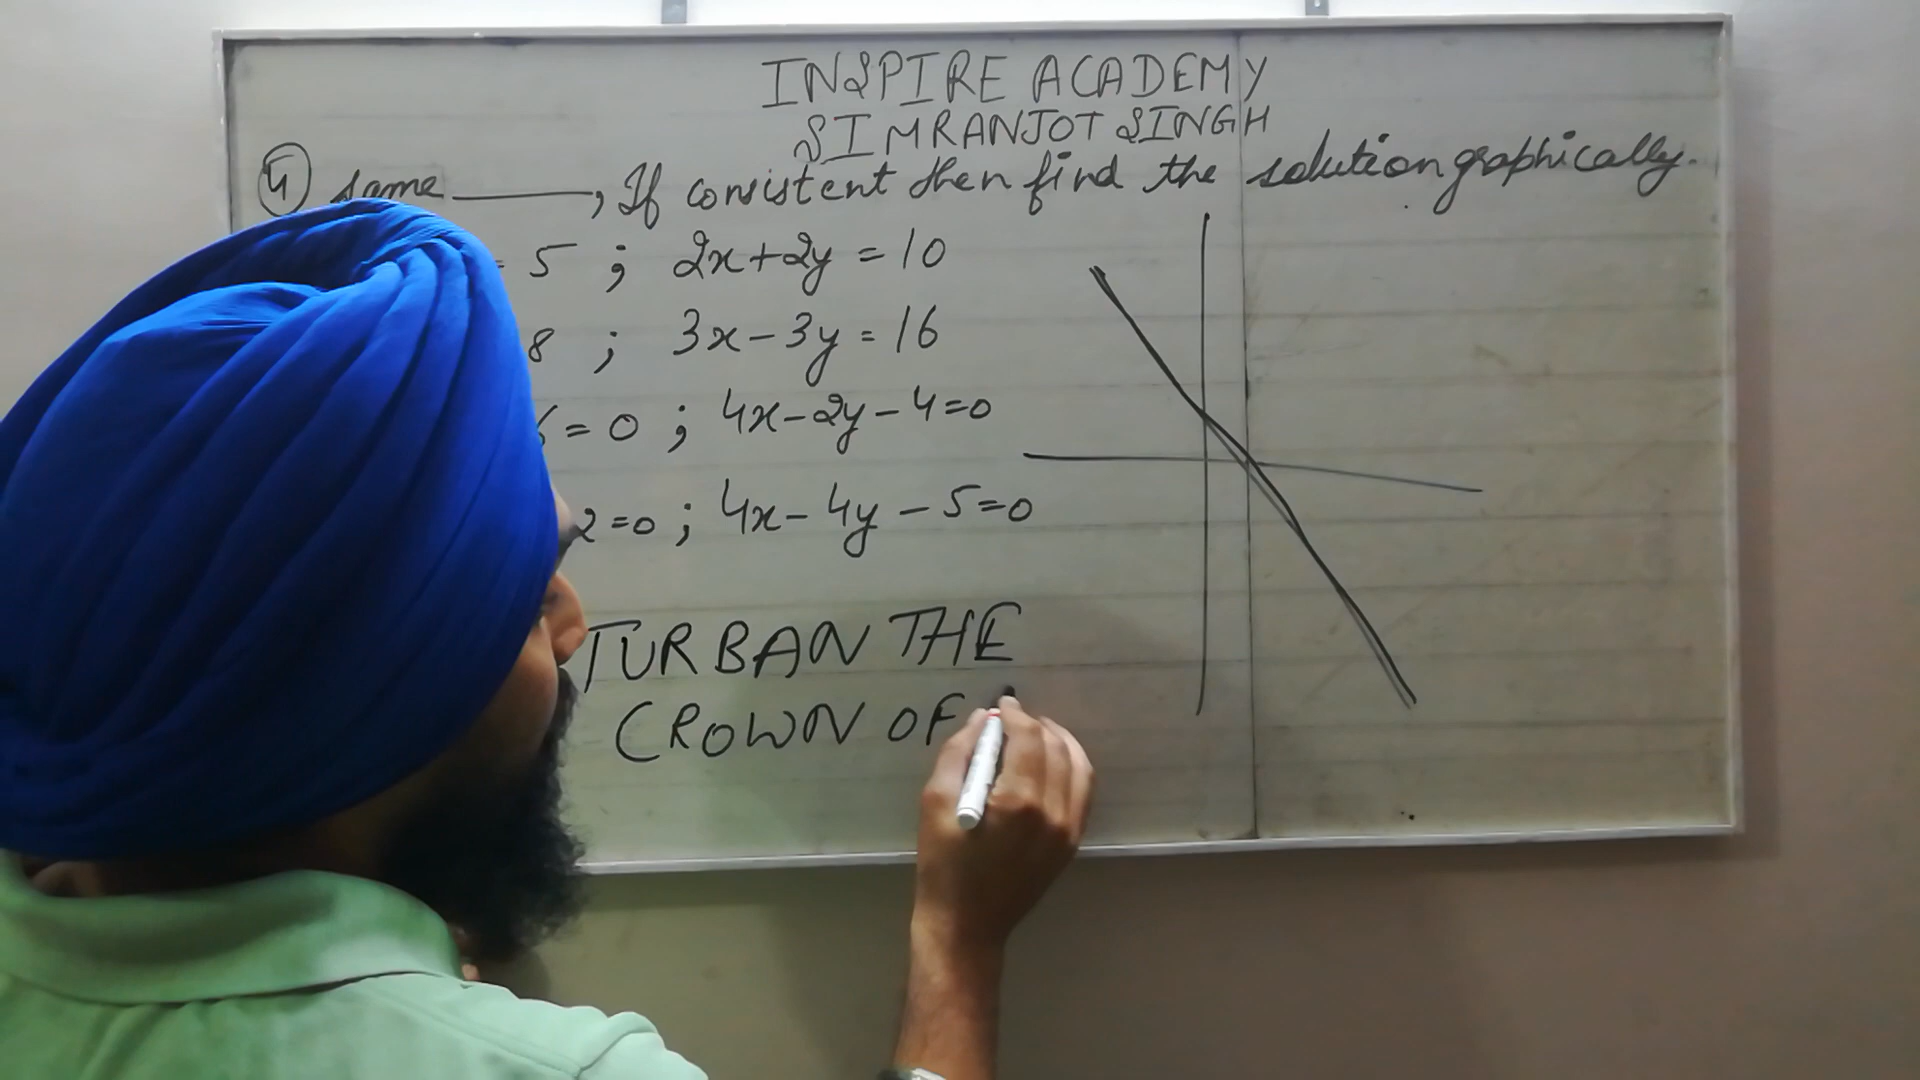 INSPIRE ACADEMY
SIMRANJOT SINGH
④ same ———, If consistent then find the solution graphically.
= 5 ; 2x+2y = 10
8 ; 3x-3y = 16
6 = 0 ; 4x-2y-4=0
2=0 ; 4x-4y-5=0
TURBAN THE
CROWN OF